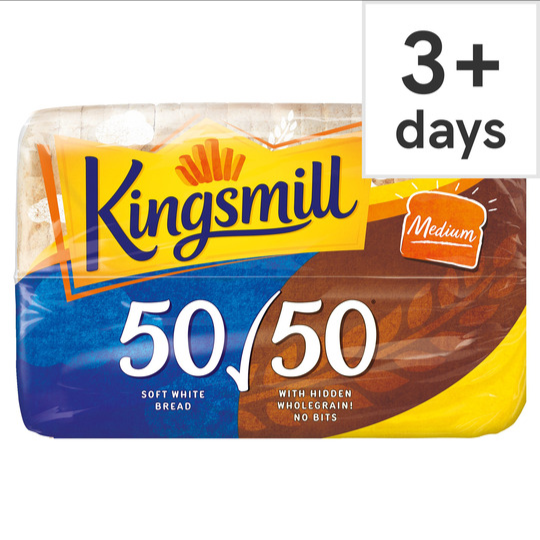 3+
days
Kingsmill
Medium
50/50
SOFT WHITE
BREAD
WITH HIDDEN
WHOLEGRAIN!
NO BITS